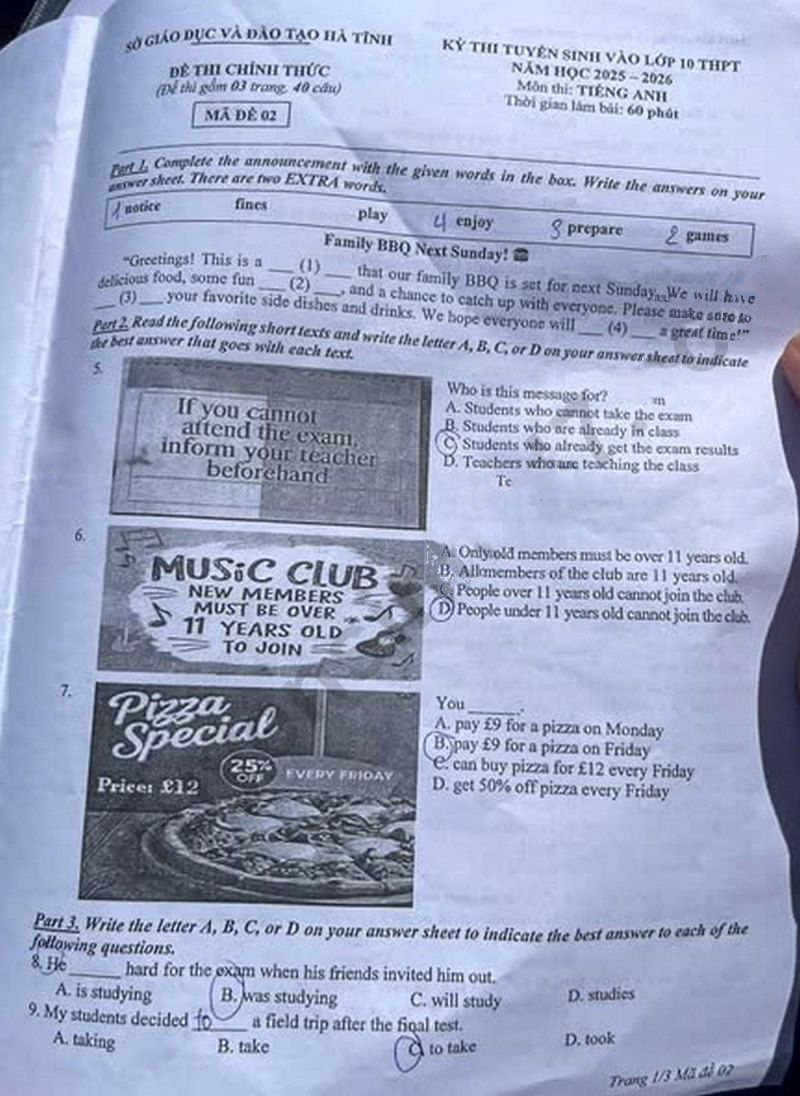 SỞ GIÁO DỤC VÀ ĐÀO TẠO HÀ TĨNH
ĐỀ THI CHÍNH THỨC
(Đề thi gồm 03 trang, 40 câu)
MÃ ĐỀ 02
KỲ THI TUYỂN SINH VÀO LỚP 10 THPT
NĂM HỌC 2025 – 2026
Môn thi: TIẾNG ANH
Thời gian làm bài: 60 phút
Part 1. Complete the announcement with the given words in the box. Write the answers on your
answer sheet. There are two EXTRA words.
1 notice fines play 4 enjoy 3 prepare 2 games
Family BBQ Next Sunday!
"Greetings! This is a ___ (1) ___ that our family BBQ is set for next Sunday. We will have
delicious food, some fun ___ (2) ___, and a chance to catch up with everyone. Please make sure to
___ (3) ___ your favorite side dishes and drinks. We hope everyone will ___ (4) ___ a great time!"
Part 2. Read the following short texts and write the letter A, B, C, or D on your answer sheet to indicate
the best answer that goes with each text.
5.
If you cannot
attend the exam,
inform your teacher
beforehand
Who is this message for?
A. Students who cannot take the exam
B. Students who are already in class
C. Students who already get the exam results
D. Teachers who are teaching the class
Te
6.
MUSiC CLUB
NEW MEMBERS
MUST BE OVER
11 YEARS OLD
TO JOIN
A. Only old members must be over 11 years old.
B. All members of the club are 11 years old.
C. People over 11 years old cannot join the club.
D. People under 11 years old cannot join the club.
7.
Pizza
Special
25%
OFF
EVERY FRIDAY
Price: £12
You ______.
A. pay £9 for a pizza on Monday
B. pay £9 for a pizza on Friday
C. can buy pizza for £12 every Friday
D. get 50% off pizza every Friday
Part 3. Write the letter A, B, C, or D on your answer sheet to indicate the best answer to each of the
following questions.
8. He ______ hard for the exam when his friends invited him out.
A. is studying B. was studying C. will study D. studies
9. My students decided to ______ a field trip after the final test.
A. taking B. take C. to take D. took
Trang 1/3 Mã đề 02